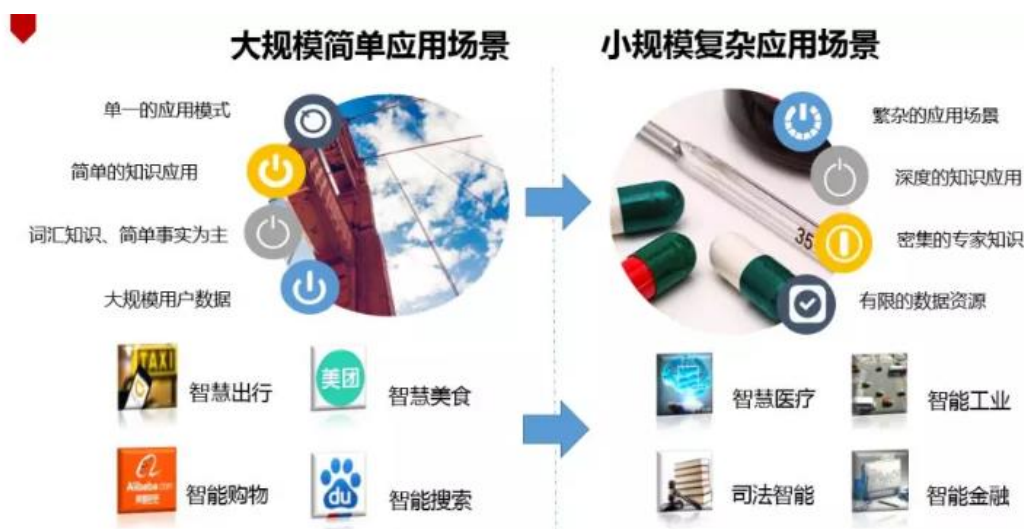 大规模简单应用场景
小规模复杂应用场景
单一的应用模式
简单的知识应用
词汇知识、简单事实为主
大规模用户数据
繁杂的应用场景
深度的知识应用
密集的专家知识
有限的数据资源
35
TAXI
智慧出行
美团
智慧美食
Alibaba.com
智能购物
du
智能搜索
智慧医疗
智能工业
司法智能
智能金融